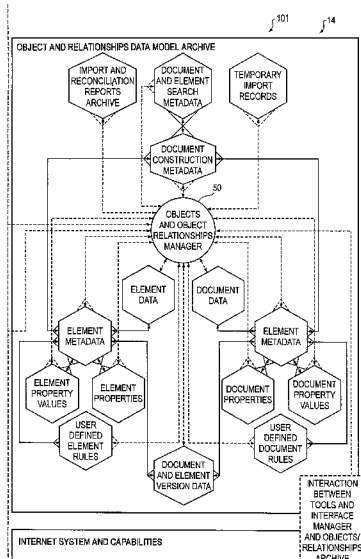 101
14
OBJECT AND RELATIONSHIPS DATA MODEL ARCHIVE
IMPORT AND
RECONCILIATION
REPORTS
ARCHIVE
DOCUMENT
AND ELEMENT
SEARCH
METADATA
TEMPORARY
IMPORT
RECORDS
DOCUMENT
CONSTRUCTION
METADATA
50
OBJECTS
AND OBJECT
RELATIONSHIPS
MANAGER
ELEMENT
DATA
DOCUMENT
DATA
ELEMENT
METADATA
ELEMENT
METADATA
ELEMENT
PROPERTY
VALUES
ELEMENT
PROPERTIES
DOCUMENT
PROPERTIES
DOCUMENT
PROPERTY
VALUES
USER
DEFINED
ELEMENT
RULES
USER
DEFINED
DOCUMENT
RULES
DOCUMENT
AND ELEMENT
VERSION DATA
INTERACTION
BETWEEN
TOOLS AND
INTERFACE
MANAGER
AND OBJECTS/
RELATIONSHIPS
ARCHIVE
INTERNET SYSTEM AND CAPABILITIES